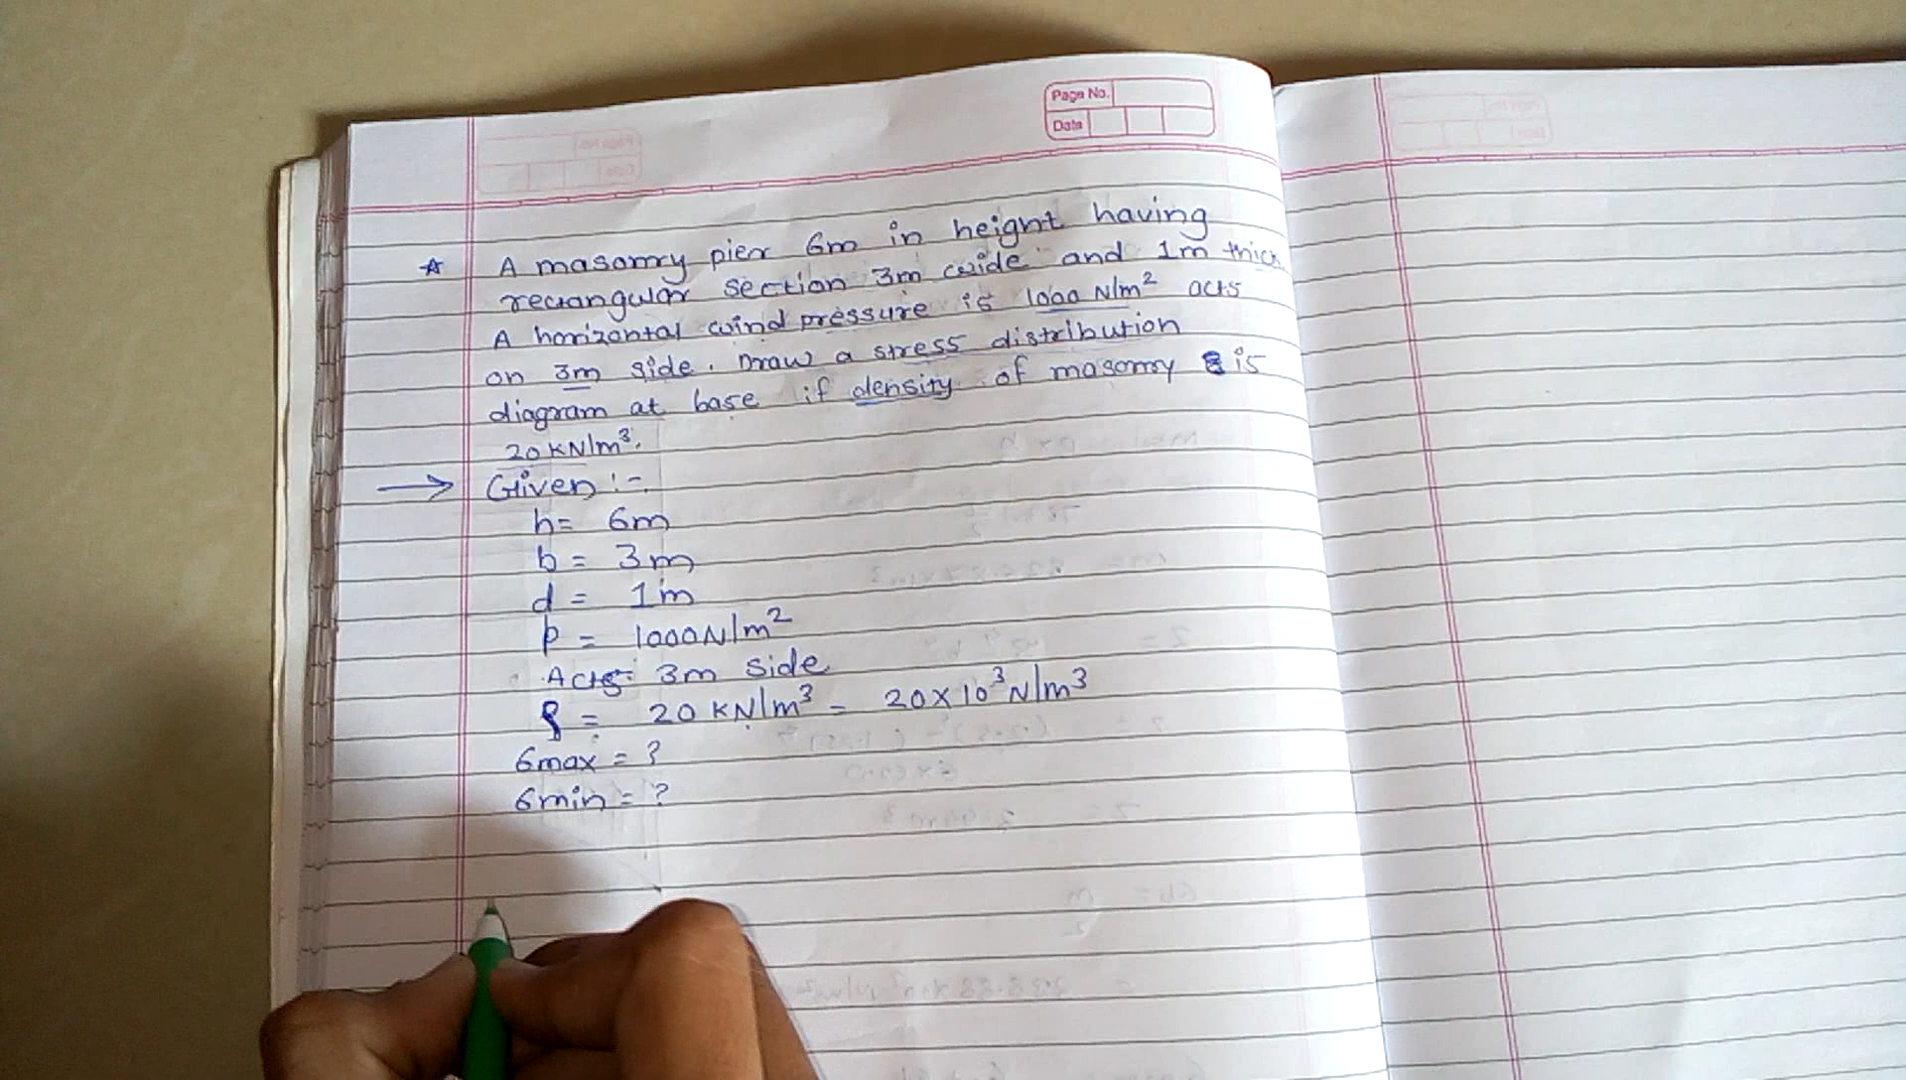 Page No.
Date
☆ A masonry pier 6m in height having
rectangular section 3m wide and 1m thick
A horizontal wind pressure is 1000 N/m² acts
on 3m side. Draw a stress distribution
diagram at base if density of masonry is
20 KN/m³.
→ Given :-
h = 6m
b = 3m
d = 1m
p = 1000N/m²
Acts 3m side
ρ = 20 KN/m³ = 20 x 10³ N/m³
σmax = ?
σmin = ?